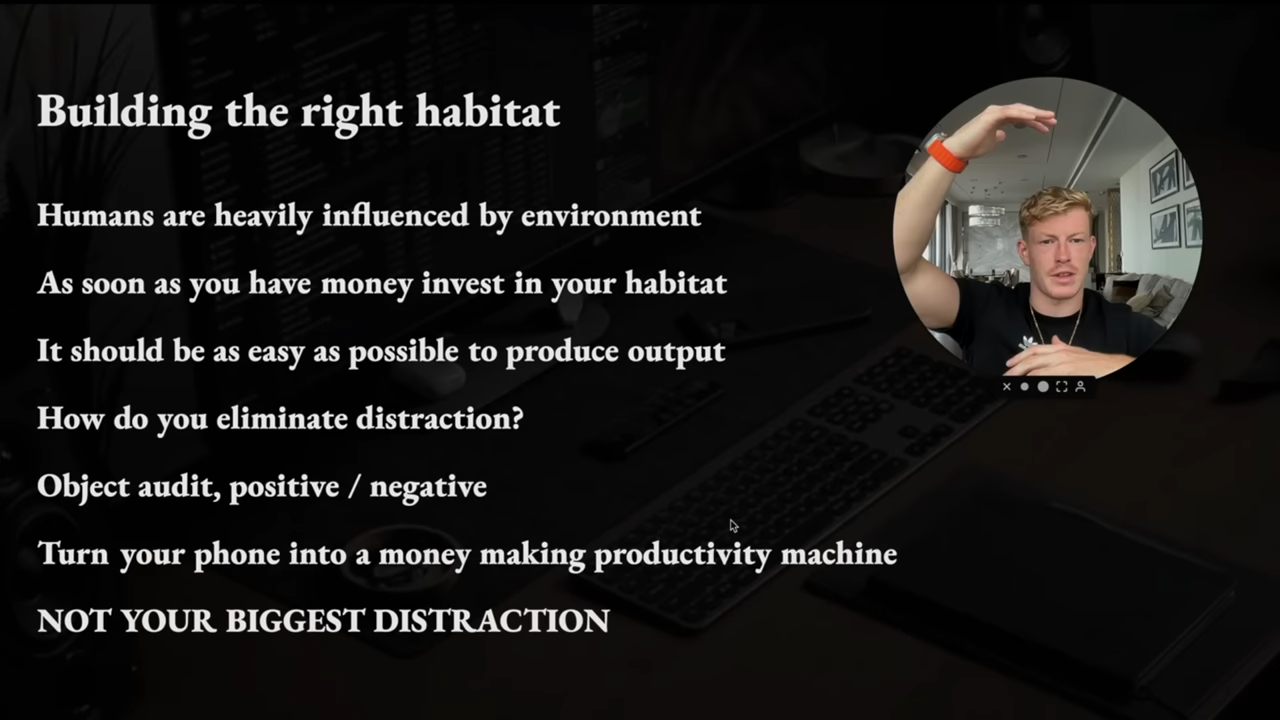 Building the right habitat
Humans are heavily influenced by environment
As soon as you have money invest in your habitat
It should be as easy as possible to produce output
How do you eliminate distraction?
Object audit, positive / negative
Turn your phone into a money making productivity machine
NOT YOUR BIGGEST DISTRACTION